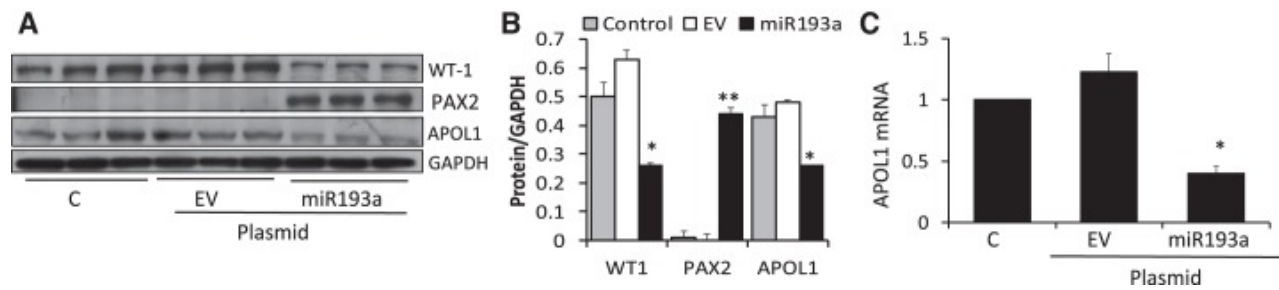 A
WT-1
PAX2
APOL1
GAPDH
C EV miR193a
Plasmid
B
Control EV miR193a
Protein/GAPDH
0.7
0.6
0.5
0.4
0.3
0.2
0.1
0
*
**
*
WT1 PAX2 APOL1
C
APOL1 mRNA
1.5
1
0.5
0
*
C EV miR193a
Plasmid